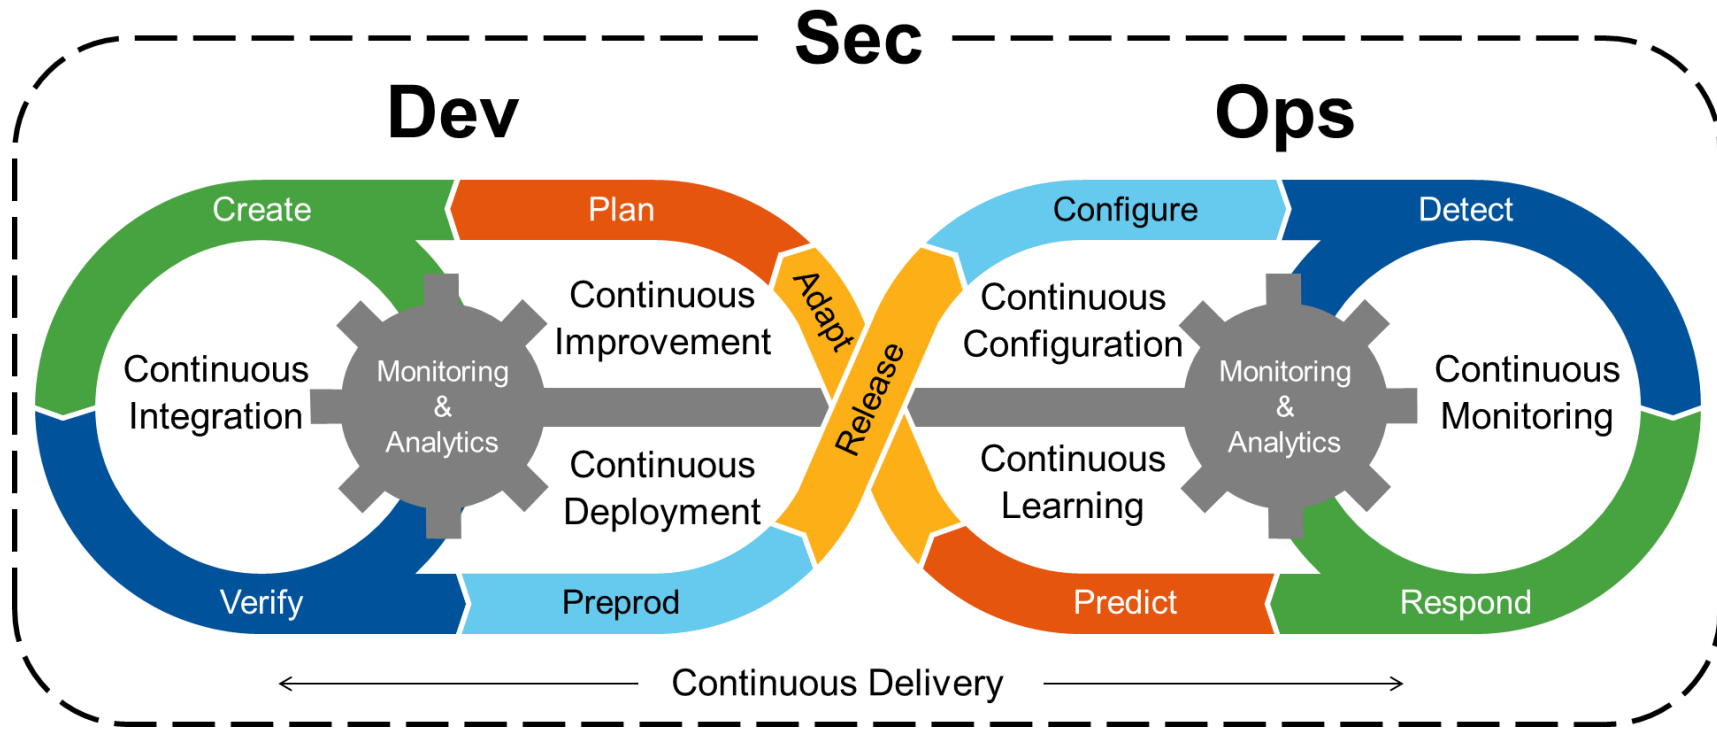 Sec
Dev
Ops
Create
Plan
Configure
Detect
Adapt
Release
Continuous
Improvement
Continuous
Configuration
Continuous
Integration
Monitoring
&
Analytics
Monitoring
&
Analytics
Continuous
Monitoring
Continuous
Deployment
Continuous
Learning
Verify
Preprod
Predict
Respond
Continuous Delivery